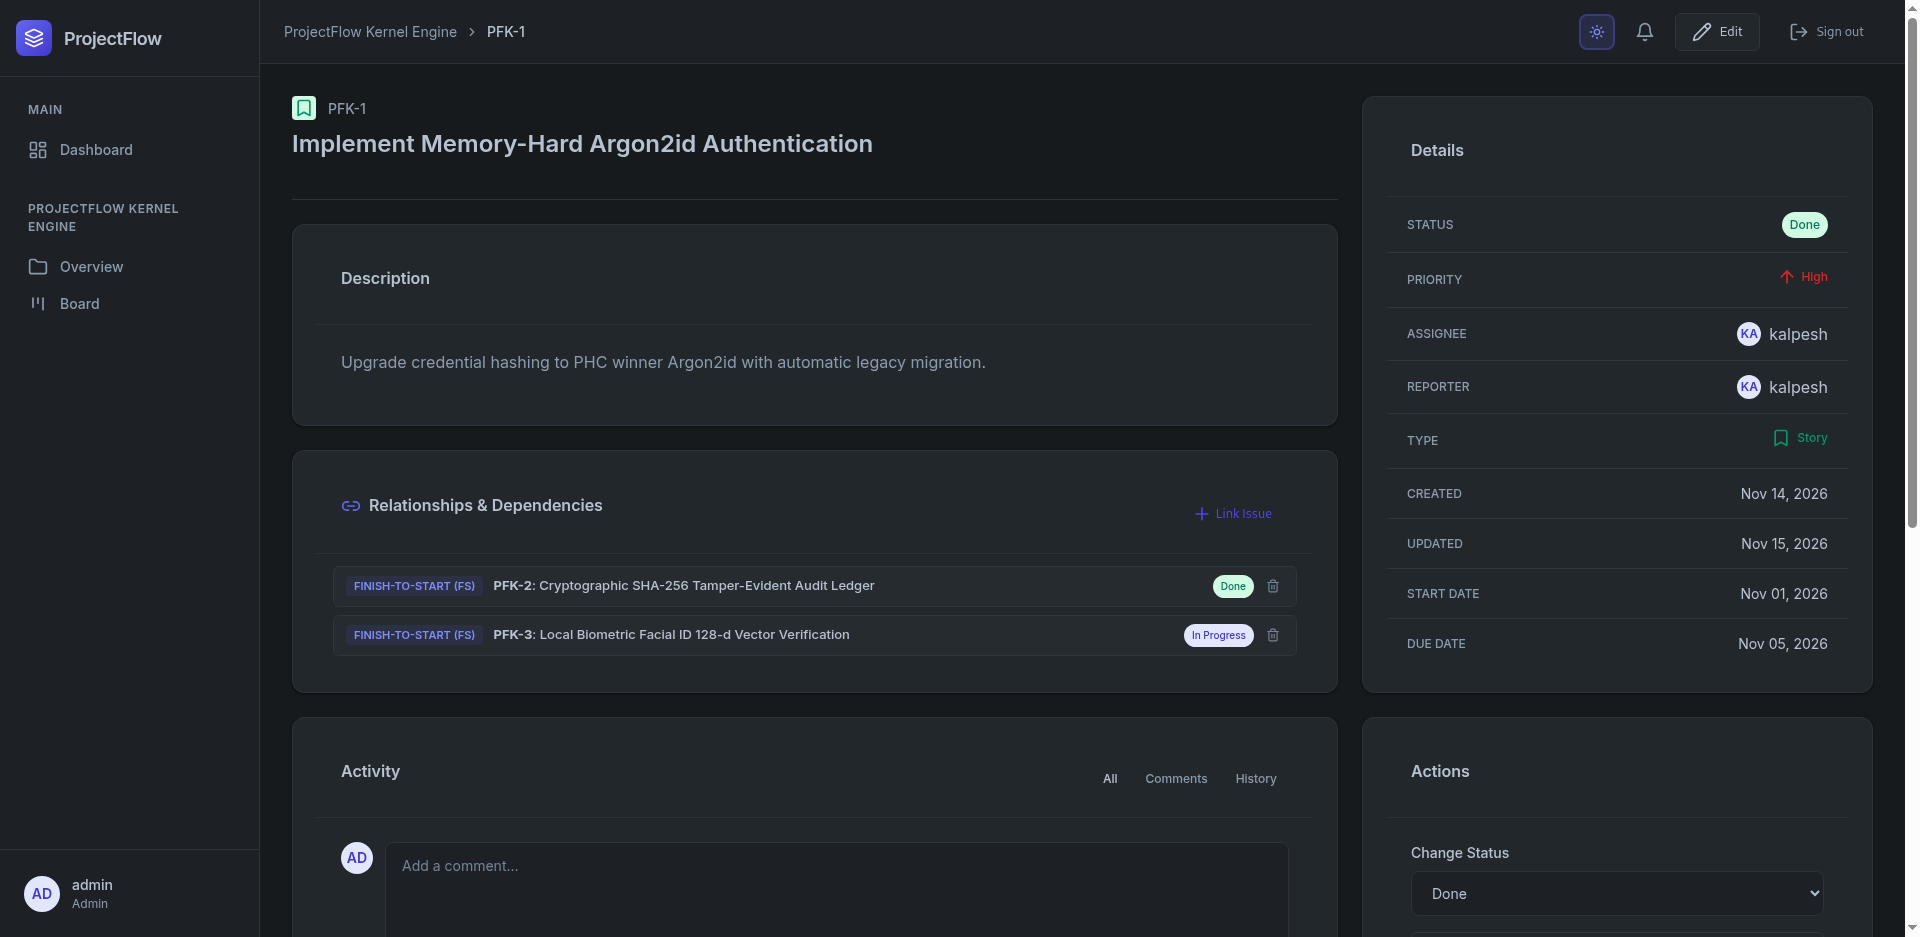 ProjectFlow
MAIN
Dashboard
PROJECTFLOW KERNEL
ENGINE
Overview
Board
AD
admin
Admin
ProjectFlow Kernel Engine > PFK-1
Edit
Sign out
PFK-1
Implement Memory-Hard Argon2id Authentication
Description
Upgrade credential hashing to PHC winner Argon2id with automatic legacy migration.
Relationships & Dependencies
Link Issue
FINISH-TO-START (FS) PFK-2: Cryptographic SHA-256 Tamper-Evident Audit Ledger Done
FINISH-TO-START (FS) PFK-3: Local Biometric Facial ID 128-d Vector Verification In Progress
Activity
All Comments History
AD
Add a comment...
Details
STATUS Done
PRIORITY High
ASSIGNEE KA kalpesh
REPORTER KA kalpesh
TYPE Story
CREATED Nov 14, 2026
UPDATED Nov 15, 2026
START DATE Nov 01, 2026
DUE DATE Nov 05, 2026
Actions
Change Status
Done